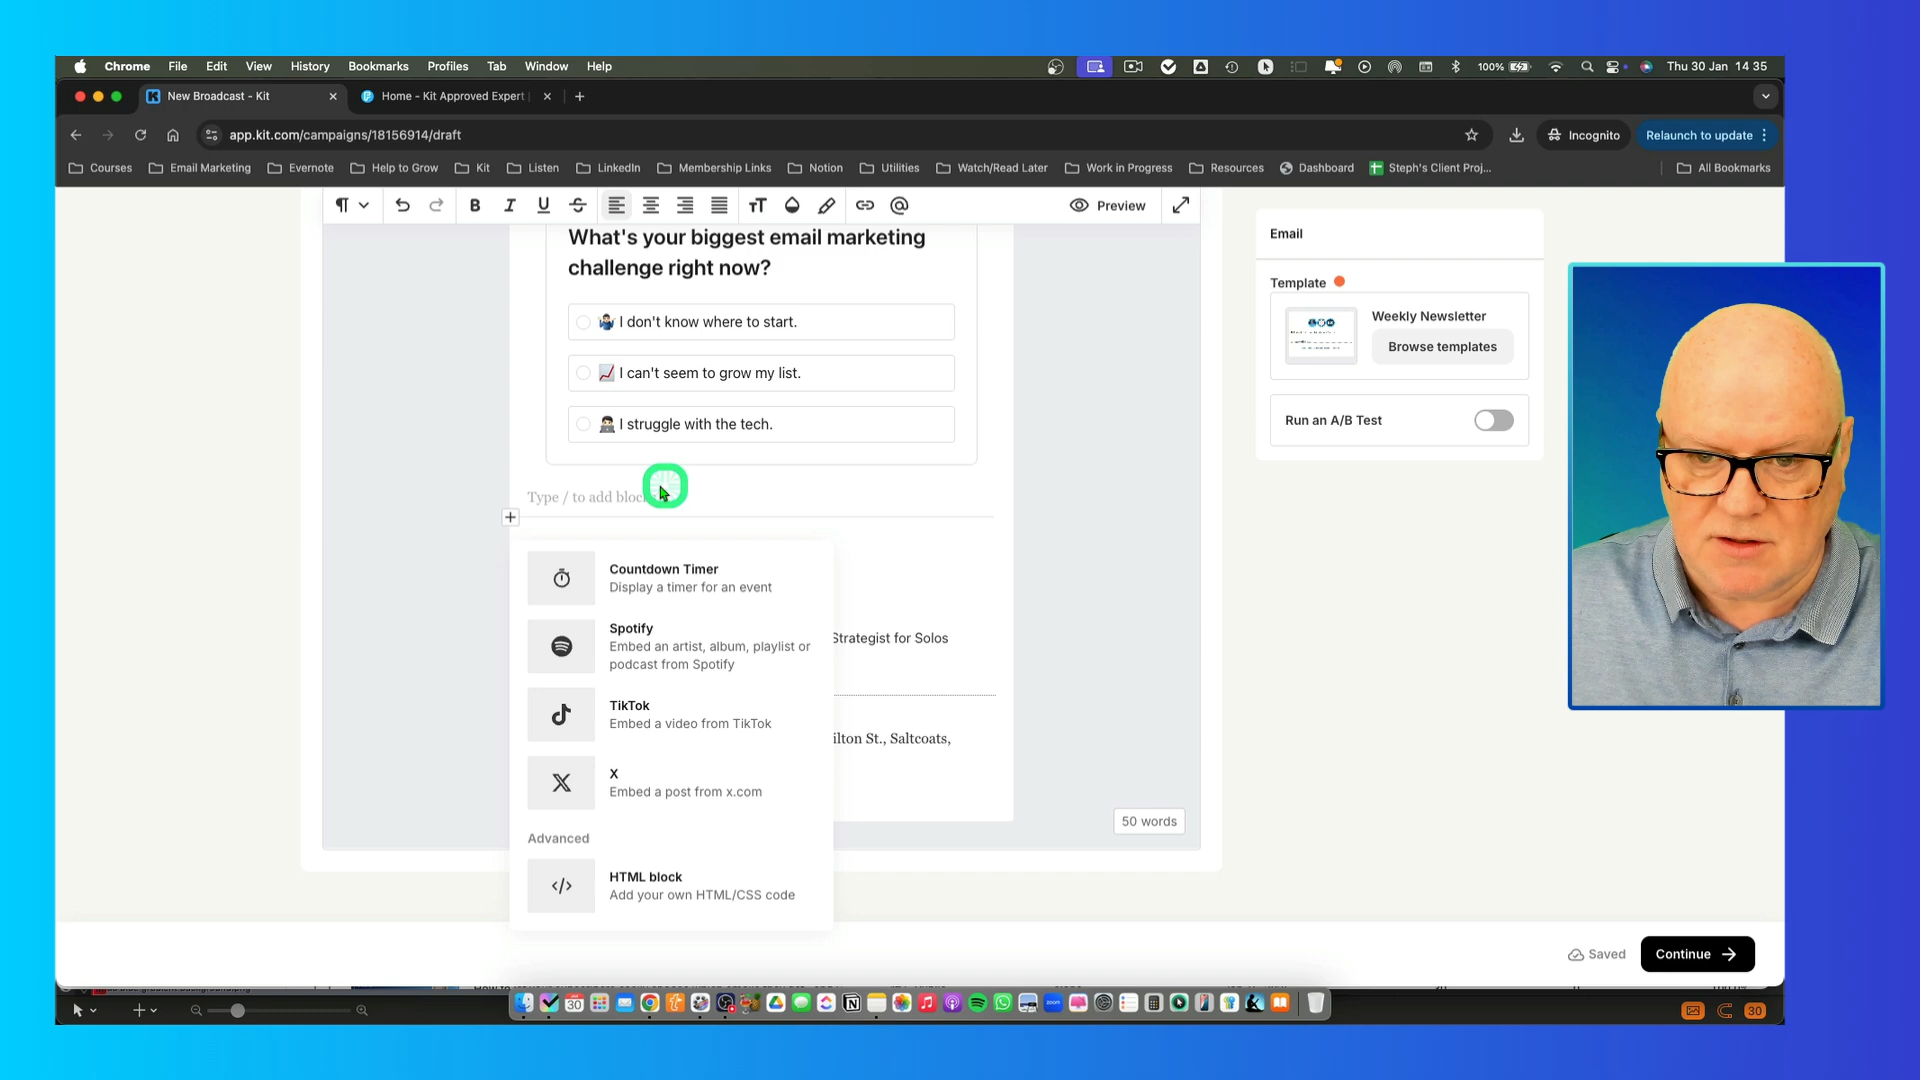 Chrome File Edit View History Bookmarks Profiles Tab Window Help
100% Thu 30 Jan 14 35
New Broadcast - Kit
Home - Kit Approved Expert
app.kit.com/campaigns/18156914/draft
Incognito
Relaunch to update
Courses Email Marketing Evernote Help to Grow Kit Listen LinkedIn Membership Links Notion Utilities Watch/Read Later Work in Progress Resources Dashboard Steph's Client Proj... All Bookmarks
Preview
What's your biggest email marketing
challenge right now?
I don't know where to start.
I can't seem to grow my list.
I struggle with the tech.
Type / to add
Countdown Timer
Display a timer for an event
Spotify
Embed an artist, album, playlist or
podcast from Spotify
TikTok
Embed a video from TikTok
X
Embed a post from x.com
Advanced
HTML block
Add your own HTML/CSS code
Strategist for Solos
St., Saltcoats,
50 words
Email
Template
Weekly Newsletter
Browse templates
Run an A/B Test
Saved
Continue
30
30